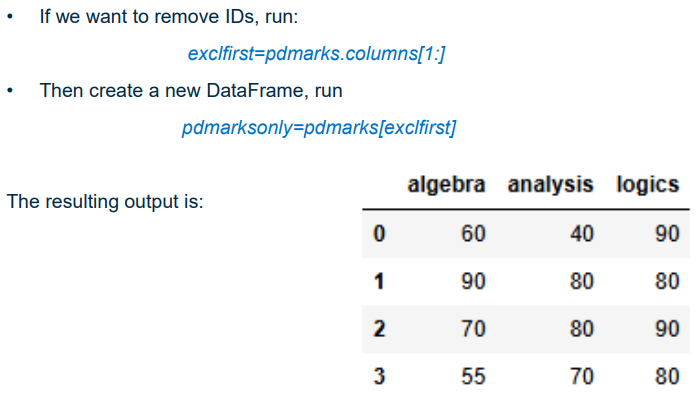 • If we want to remove IDs, run:
exclfirst=pdmarks.columns[1:]
• Then create a new DataFrame, run
pdmarksonly=pdmarks[exclfirst]
The resulting output is:
algebra analysis logics
0 60 40 90
1 90 80 80
2 70 80 90
3 55 70 80